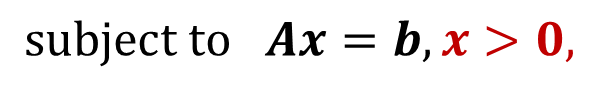 subject to Ax = b, x > 0,